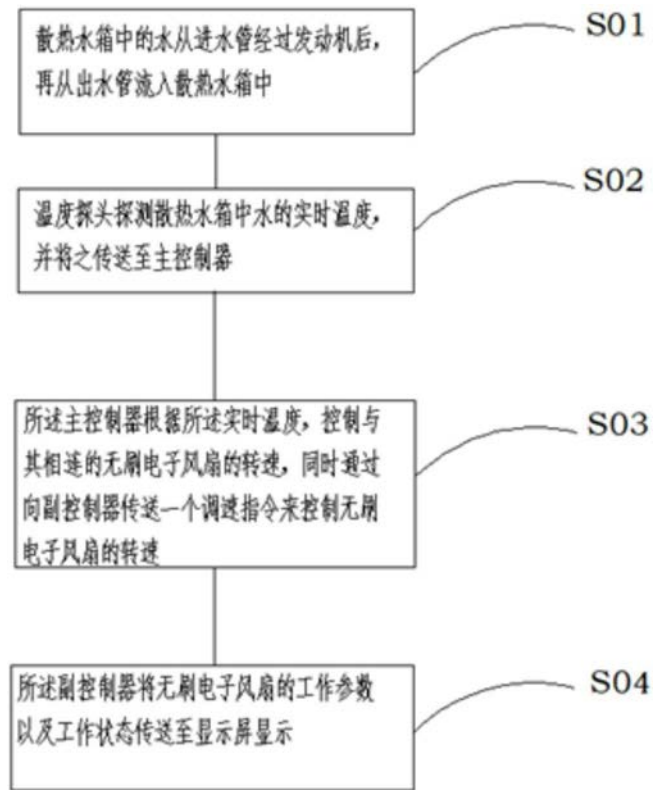 散热水箱中的水从进水管经过发动机后，
再从出水管流入散热水箱中
S01
温度探头探测散热水箱中水的实时温度，
并将之传送至主控制器
S02
所述主控制器根据所述实时温度，控制与
其相连的无刷电子风扇的转速，同时通过
向副控制器传送一个调速指令来控制无刷
电子风扇的转速
S03
所述副控制器将无刷电子风扇的工作参数
以及工作状态传送至显示屏显示
S04